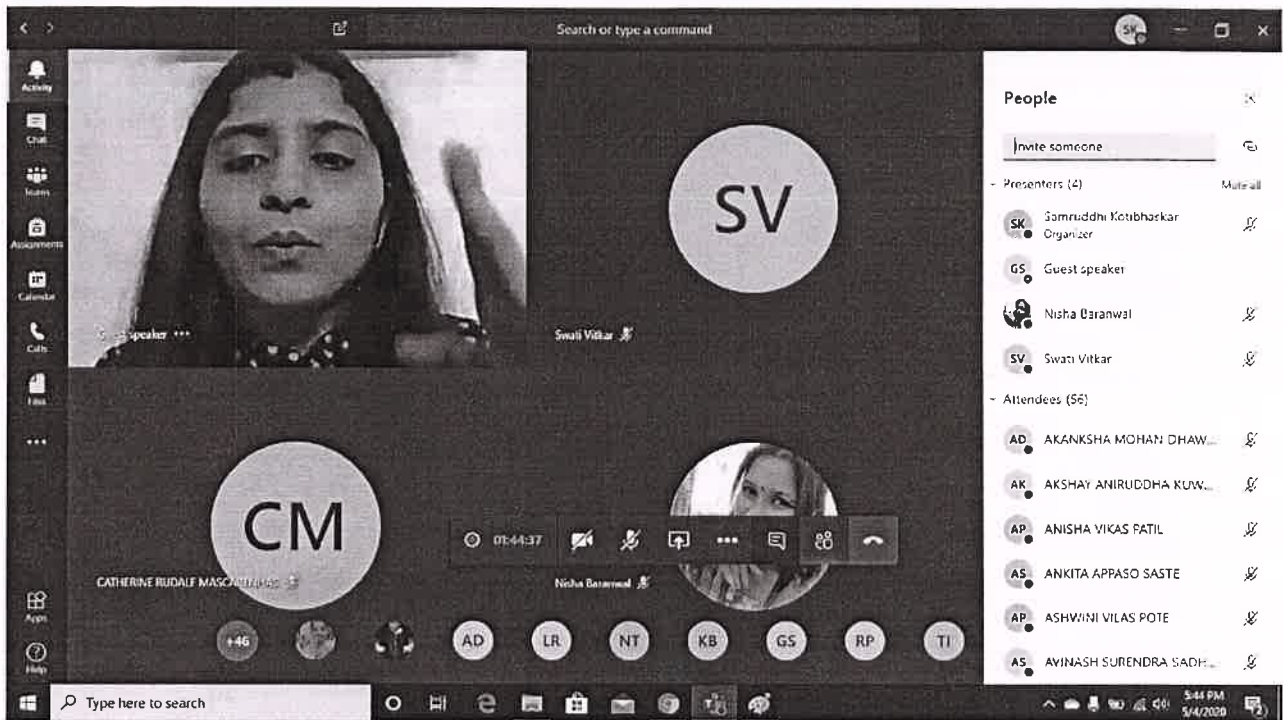 Search or type a command
SK
Activity
Chat
Teams
Assignments
Calendar
Calls
Files
Apps
Help
speaker •••
SV
Swati Vitkar
CM
CATHERINE RUDALF
Nisha Baranwal
01:44:37
+46
AD
LR
NT
KB
GS
RP
TI
People
Invite someone
Presenters (4)
Mute all
SK
Samruddhi Kotibhaskar
Organizer
GS
Guest speaker
Nisha Baranwal
SV
Swati Vitkar
Attendees (56)
AD
AKANKSHA MOHAN DHAW...
AK
AKSHAY ANIRUDDHA KUW...
AP
ANISHA VIKAS PATIL
AS
ANKITA APPASO SASTE
AP
ASHWINI VILAS POTE
AS
AVINASH SURENDRA SADH...
Type here to search
5:44 PM
5/4/2020